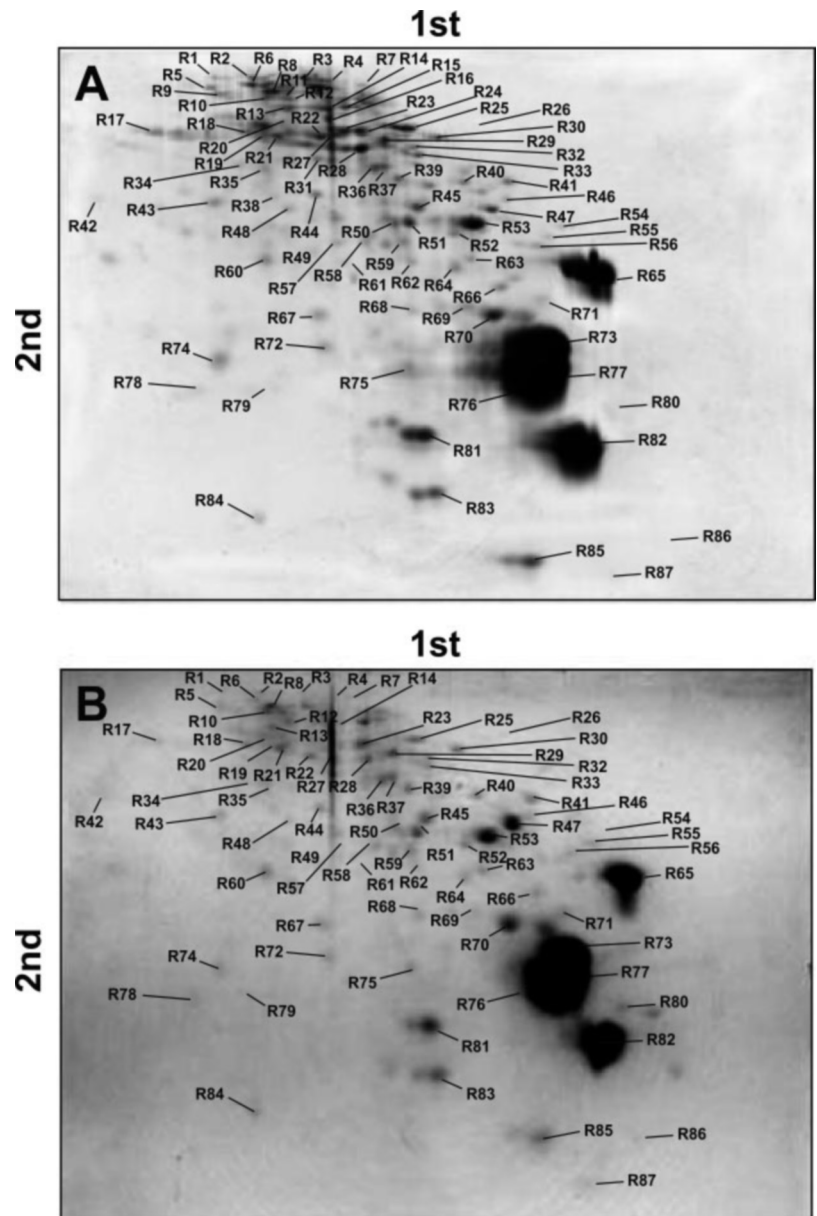 1st
A
R1 R2 R6 R8 R3 R4 R7 R14
R5 R11 R15
R9 R10 R12 R16
R13 R23 R24
R17 R18 R22 R25 R26
R20 R30
R19 R21 R27 R29
R28 R32
R34 R35 R31 R36 R37 R39 R40 R33
R41
R43 R38 R45 R46
R42 R48 R44 R47
R50 R53 R54
R51 R52 R55
R60 R49 R58 R59 R63 R56
R57 R61 R62 R64 R65
R66
R67 R68 R69 R71
R70
R74 R72 R73
R78 R75 R77
R79 R76 R80
R81 R82
R84 R83
R86
R85
R87
2nd
1st
B
R1 R6 R2 R8 R3 R4 R7 R14
R5
R10 R12 R23 R25 R26
R17 R18 R13 R30
R20 R29
R19 R21 R22 R27 R28 R32
R34 R33
R35 R36 R37 R39 R40
R42 R43 R41 R46
R48 R44 R50 R45 R47 R54
R53 R55
R49 R59 R51 R52 R56
R60 R57 R58 R61 R62 R63 R65
R64 R66
R67 R68 R69 R71
R70
R74 R72 R73
R75 R77
R78 R79 R76 R80
R81 R82
R84 R83
R85 R86
R87
2nd